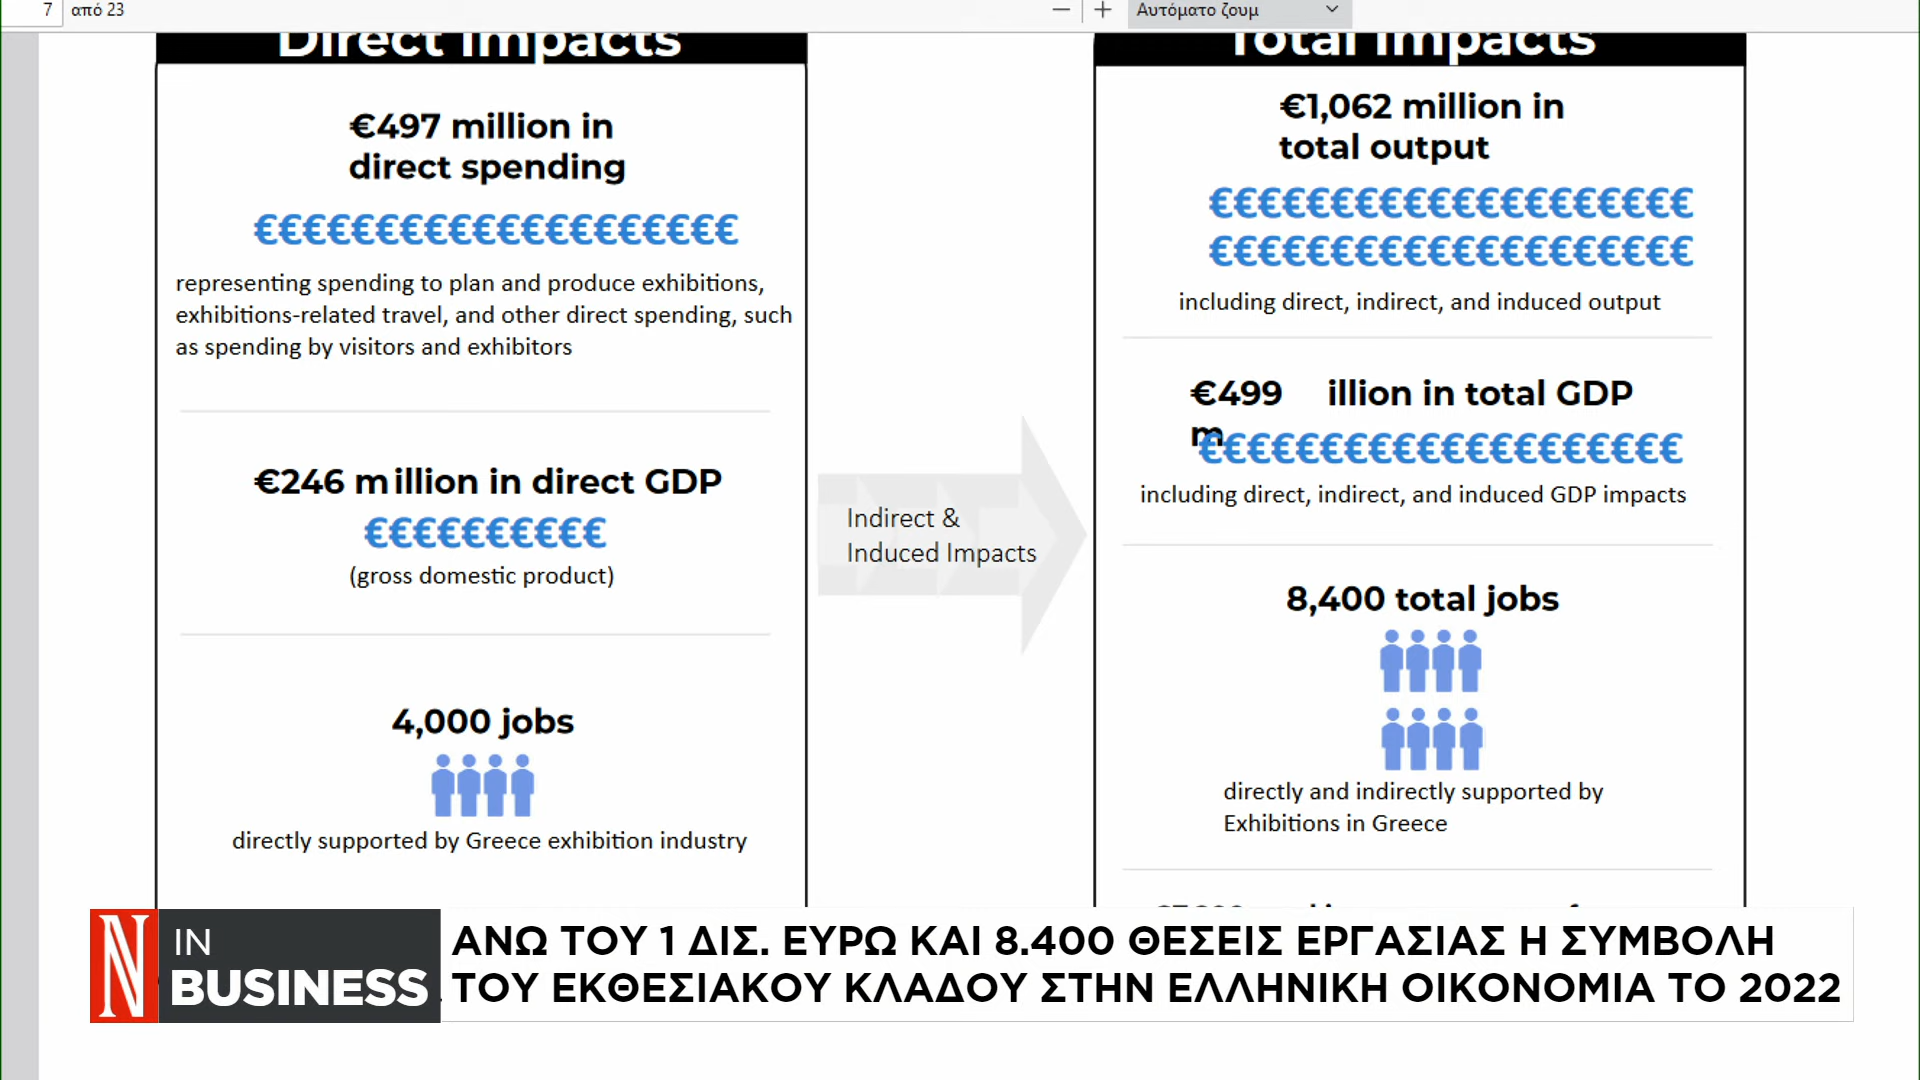 7 από 23
Αυτόματο ζουμ
Direct Impacts
€497 million in
direct spending
€€€€€€€€€€€€€€€€€€€€
representing spending to plan and produce exhibitions,
exhibitions-related travel, and other direct spending, such
as spending by visitors and exhibitors
€246 million in direct GDP
€€€€€€€€€€
(gross domestic product)
4,000 jobs
directly supported by Greece exhibition industry
Indirect &
Induced Impacts
Total Impacts
€1,062 million in
total output
€€€€€€€€€€€€€€€€€€€€
€€€€€€€€€€€€€€€€€€€€
including direct, indirect, and induced output
€499 illion in total GDP
m
€€€€€€€€€€€€€€€€€€€€
including direct, indirect, and induced GDP impacts
8,400 total jobs
directly and indirectly supported by
Exhibitions in Greece
N IN
BUSINESS
ΑΝΩ ΤΟΥ 1 ΔΙΣ. ΕΥΡΩ ΚΑΙ 8.400 ΘΕΣΕΙΣ ΕΡΓΑΣΙΑΣ Η ΣΥΜΒΟΛΗ
ΤΟΥ ΕΚΘΕΣΙΑΚΟΥ ΚΛΑΔΟΥ ΣΤΗΝ ΕΛΛΗΝΙΚΗ ΟΙΚΟΝΟΜΙΑ ΤΟ 2022